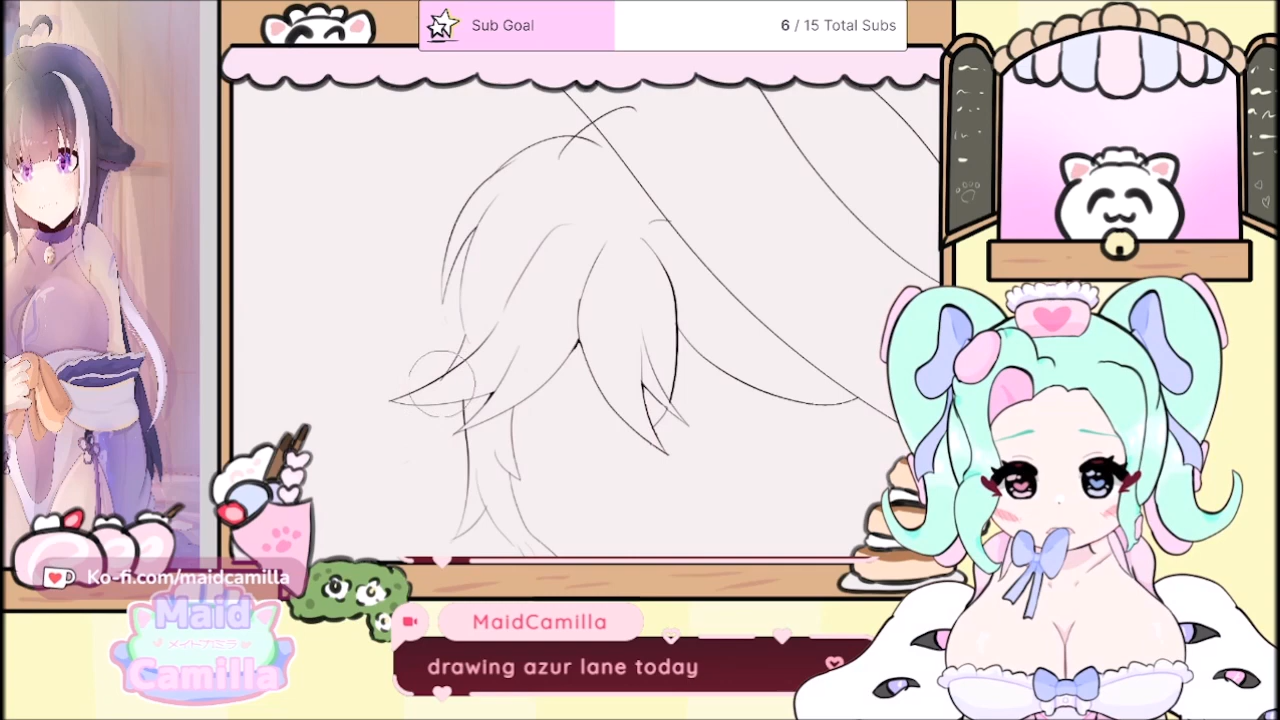 Sub Goal
6 / 15 Total Subs
Ko-fi.com/maidcamilla
Maid
メイドカミラ
Camilla
MaidCamilla
drawing azur lane today